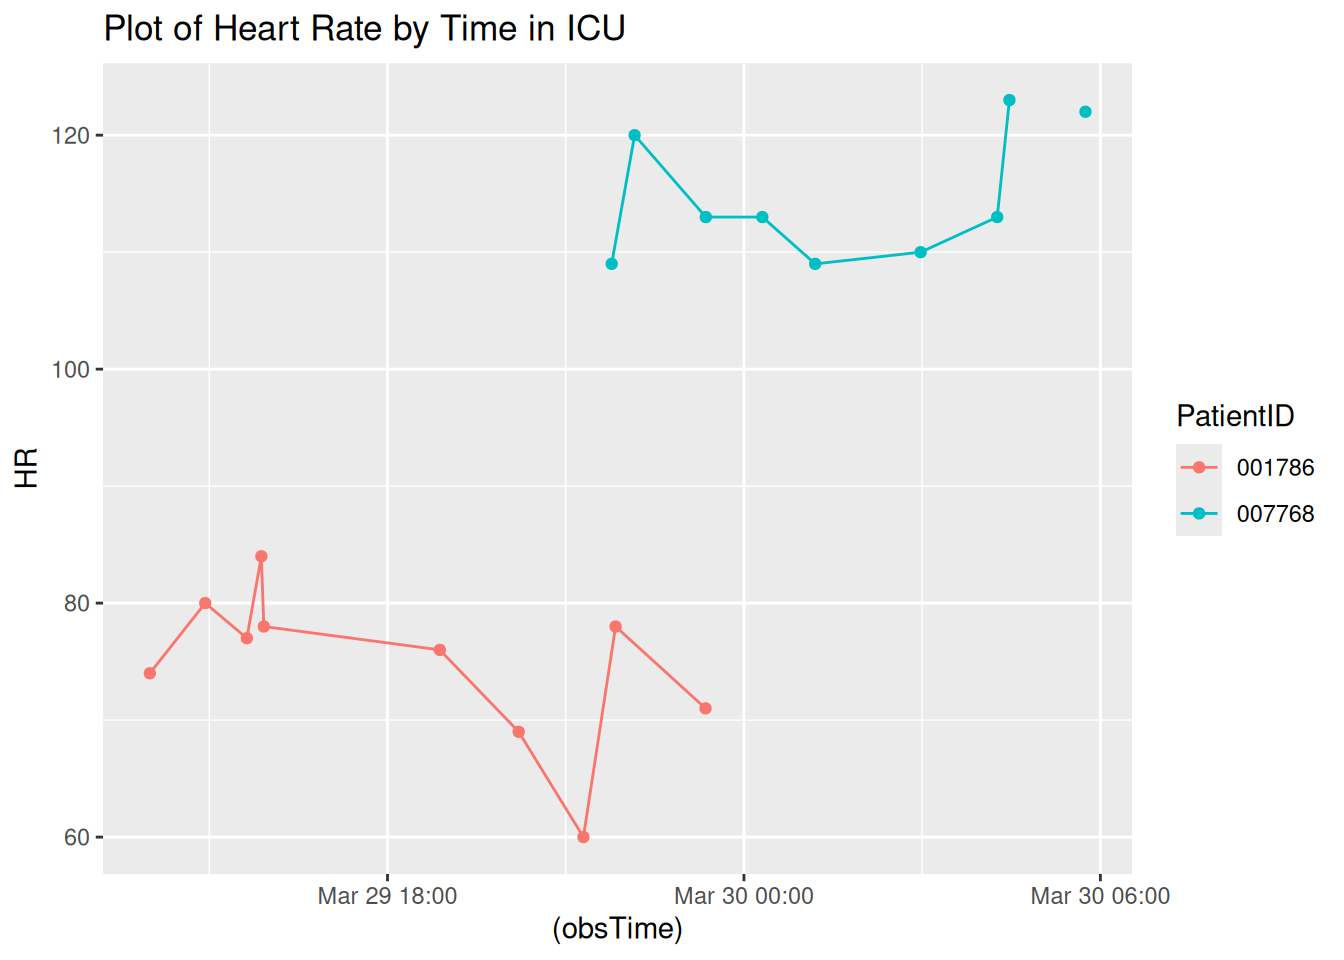 Plot of Heart Rate by Time in ICU
120
100
80
60
HR
Mar 29 18:00
Mar 30 00:00
Mar 30 06:00
(obsTime)
PatientID
001786
007768